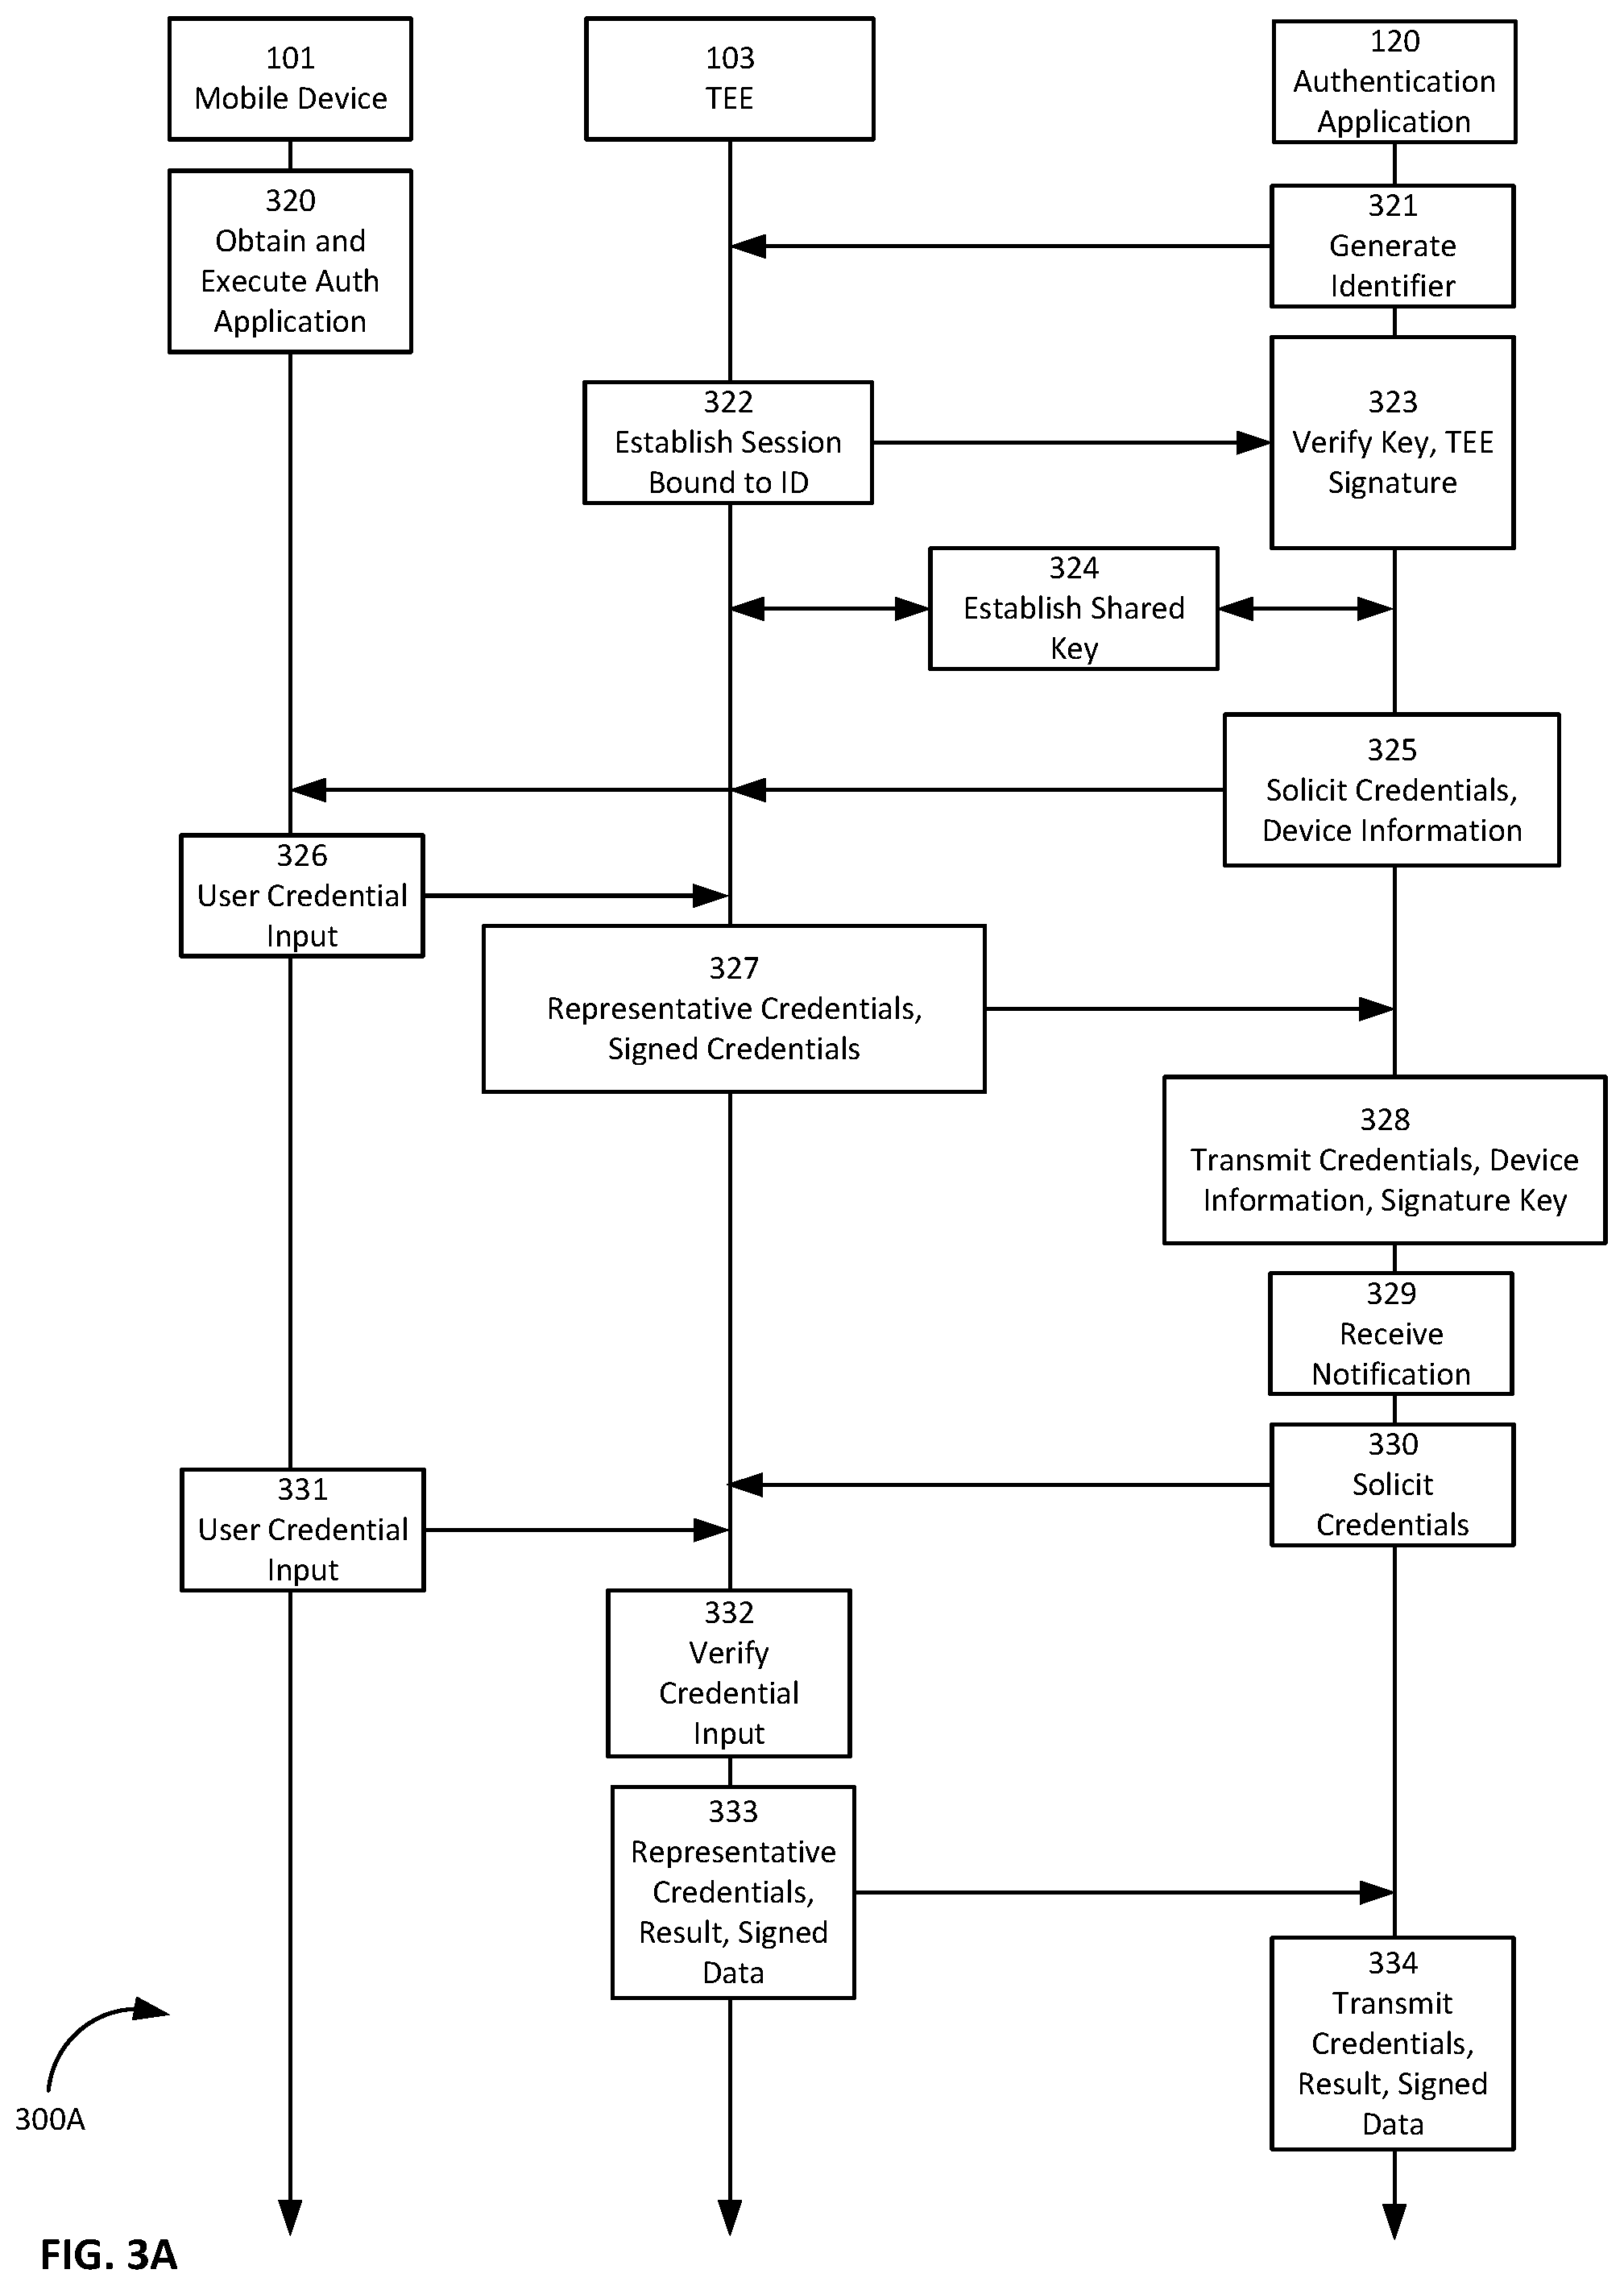 101
Mobile Device
103
TEE
120
Authentication
Application
320
Obtain and
Execute Auth
Application
321
Generate
Identifier
322
Establish Session
Bound to ID
323
Verify Key, TEE
Signature
324
Establish Shared
Key
325
Solicit Credentials,
Device Information
326
User Credential
Input
327
Representative Credentials,
Signed Credentials
328
Transmit Credentials, Device
Information, Signature Key
329
Receive
Notification
330
Solicit
Credentials
331
User Credential
Input
332
Verify
Credential
Input
333
Representative
Credentials,
Result, Signed
Data
334
Transmit
Credentials,
Result, Signed
Data
300A
FIG. 3A